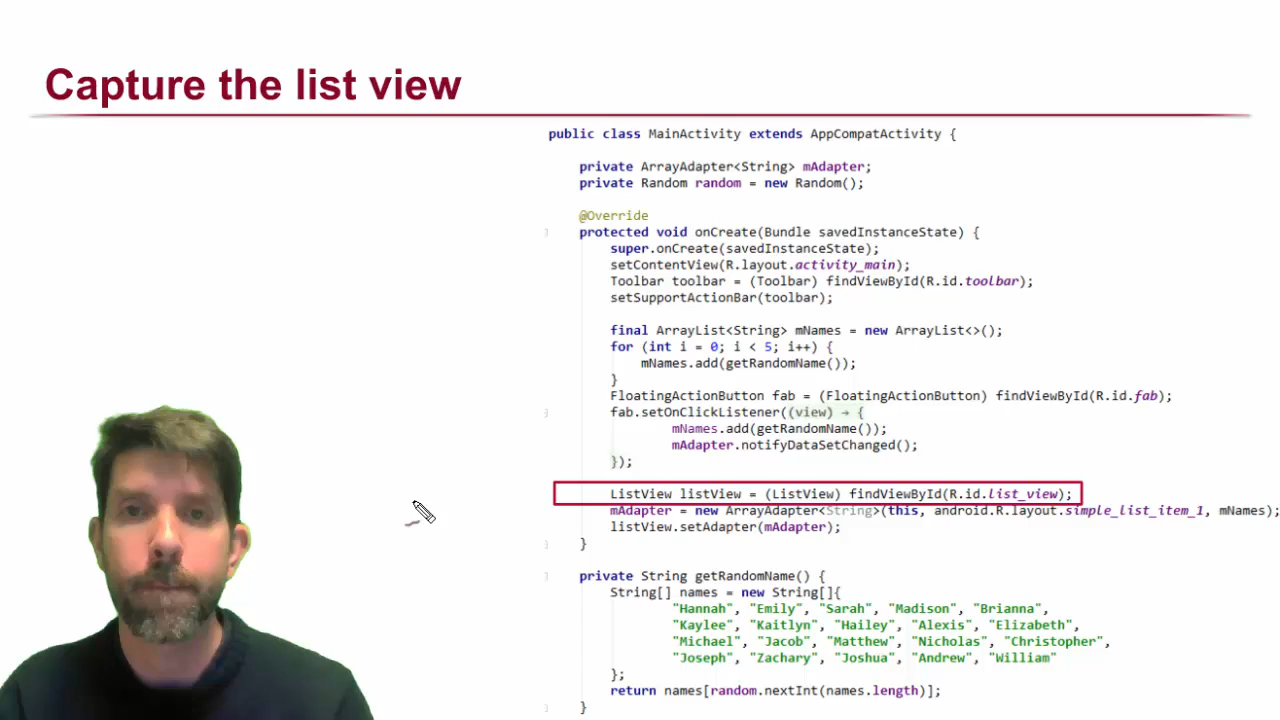 Capture the list view
public class MainActivity extends AppCompatActivity {
private ArrayAdapter<String> mAdapter;
private Random random = new Random();
@Override
protected void onCreate(Bundle savedInstanceState) {
super.onCreate(savedInstanceState);
setContentView(R.layout.activity_main);
Toolbar toolbar = (Toolbar) findViewById(R.id.toolbar);
setSupportActionBar(toolbar);
final ArrayList<String> mNames = new ArrayList<>();
for (int i = 0; i < 5; i++) {
mNames.add(getRandomName());
}
FloatingActionButton fab = (FloatingActionButton) findViewById(R.id.fab);
fab.setOnClickListener((view) → {
mNames.add(getRandomName());
mAdapter.notifyDataSetChanged();
});
ListView listView = (ListView) findViewById(R.id.list_view);
mAdapter = new ArrayAdapter<String>(this, android.R.layout.simple_list_item_1, mNames);
listView.setAdapter(mAdapter);
}
private String getRandomName() {
String[] names = new String[]{
"Hannah", "Emily", "Sarah", "Madison", "Brianna",
"Kaylee", "Kaitlyn", "Hailey", "Alexis", "Elizabeth",
"Michael", "Jacob", "Matthew", "Nicholas", "Christopher",
"Joseph", "Zachary", "Joshua", "Andrew", "William"
};
return names[random.nextInt(names.length)];
}